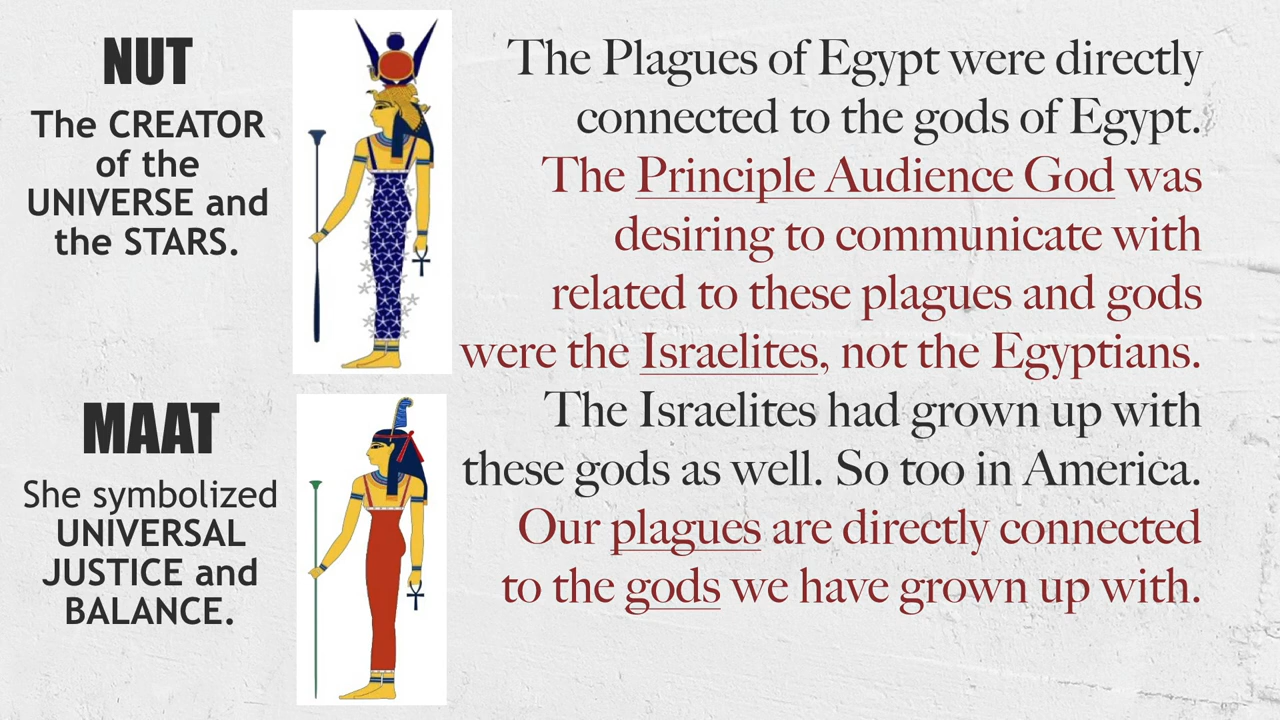 NUT
The CREATOR
of the
UNIVERSE and
the STARS.
MAAT
She symbolized
UNIVERSAL
JUSTICE and
BALANCE.
The Plagues of Egypt were directly
connected to the gods of Egypt.
The Principle Audience God was
desiring to communicate with
related to these plagues and gods
were the Israelites, not the Egyptians.
The Israelites had grown up with
these gods as well. So too in America.
Our plagues are directly connected
to the gods we have grown up with.